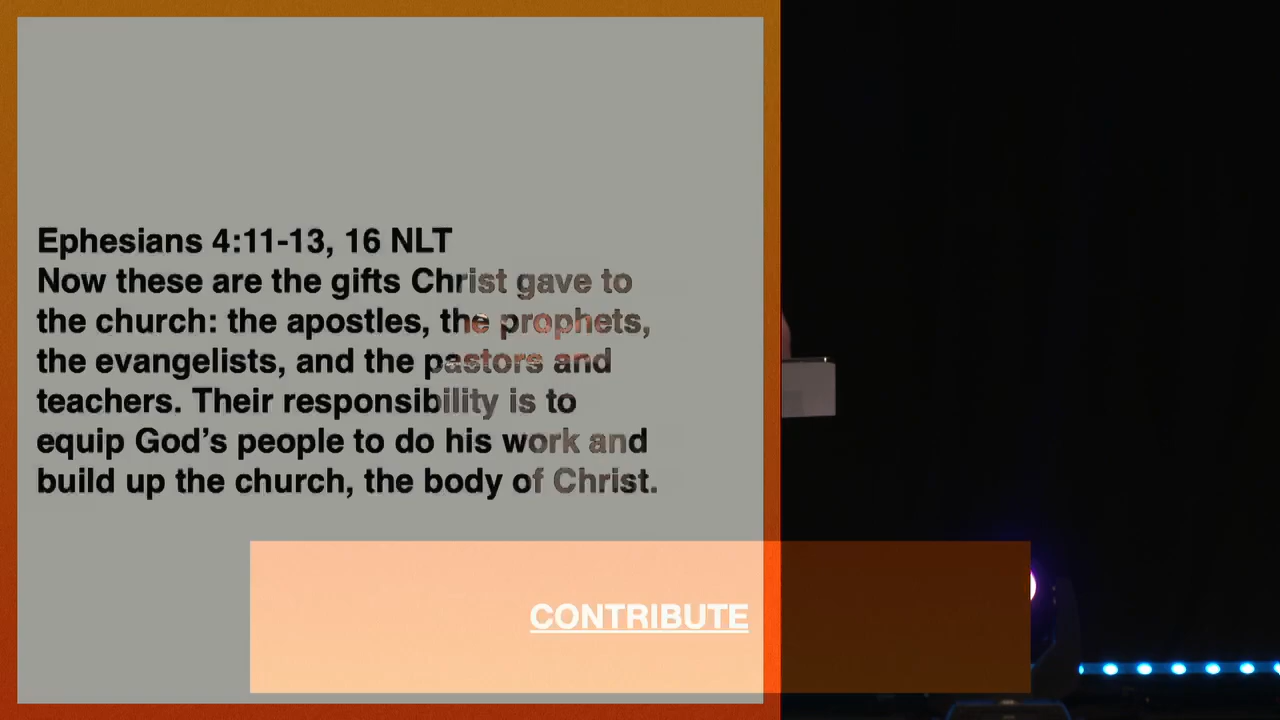 Ephesians 4:11-13, 16 NLT
Now these are the gifts Christ gave to
the church: the apostles, the prophets,
the evangelists, and the pastors and
teachers. Their responsibility is to
equip God’s people to do his work and
build up the church, the body of Christ.
CONTRIBUTE